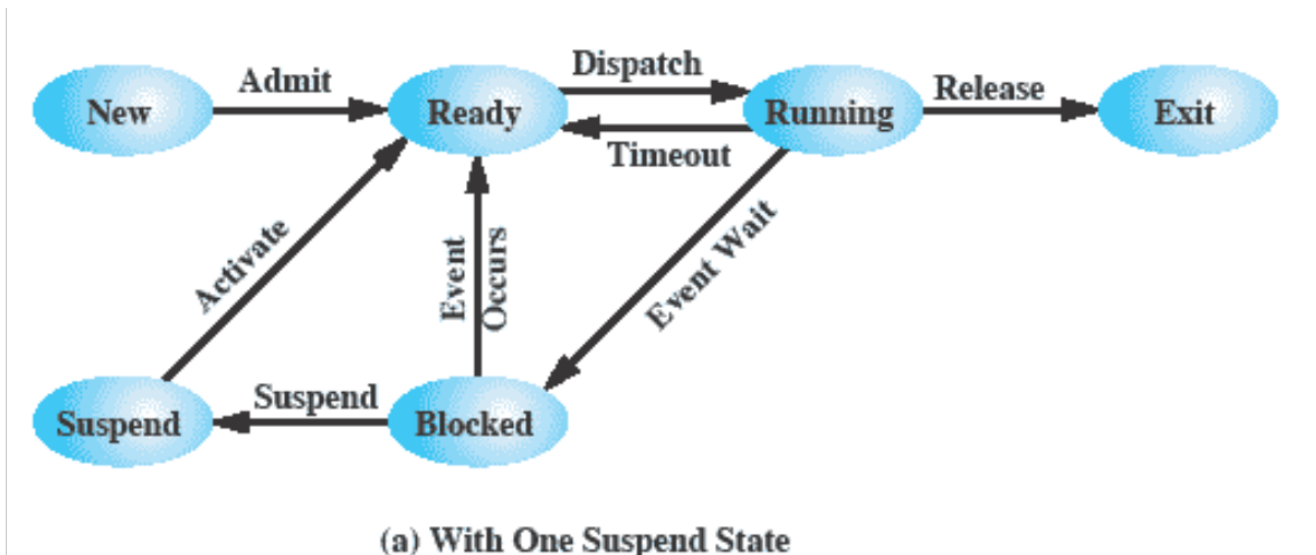 Admit
Dispatch
Release
New
Ready
Running
Exit
Timeout
Activate
Event
Occurs
Event Wait
Suspend
Suspend
Blocked
(a) With One Suspend State